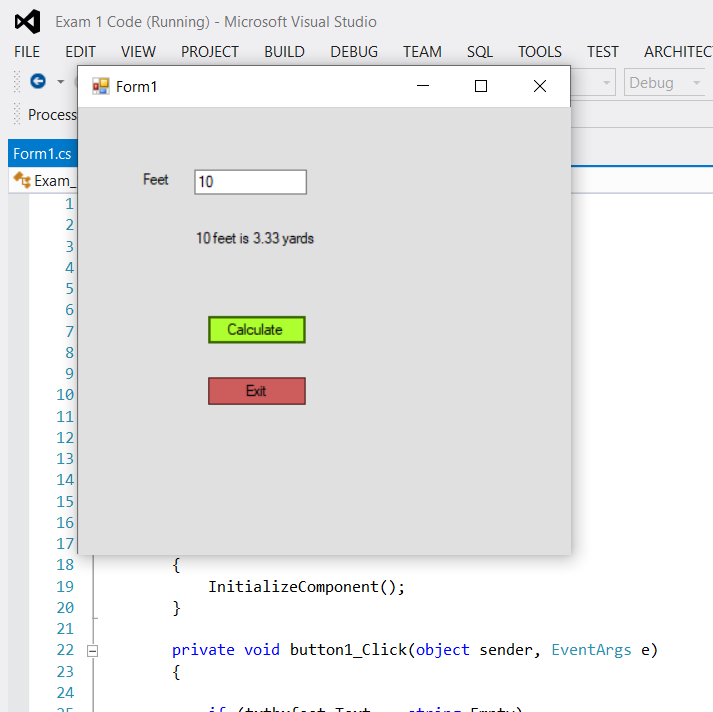 Exam 1 Code (Running) - Microsoft Visual Studio
FILE EDIT VIEW PROJECT BUILD DEBUG TEAM SQL TOOLS TEST ARCHITEC
Form1
Debug
Process
Form1.cs
Exam_
Feet 10
10 feet is 3.33 yards
Calculate
Exit
1
2
3
4
5
6
7
8
9
10
11
12
13
14
15
16
17
18 {
19 InitializeComponent();
20 }
21
22 private void button1_Click(object sender, EventArgs e)
23 {
24